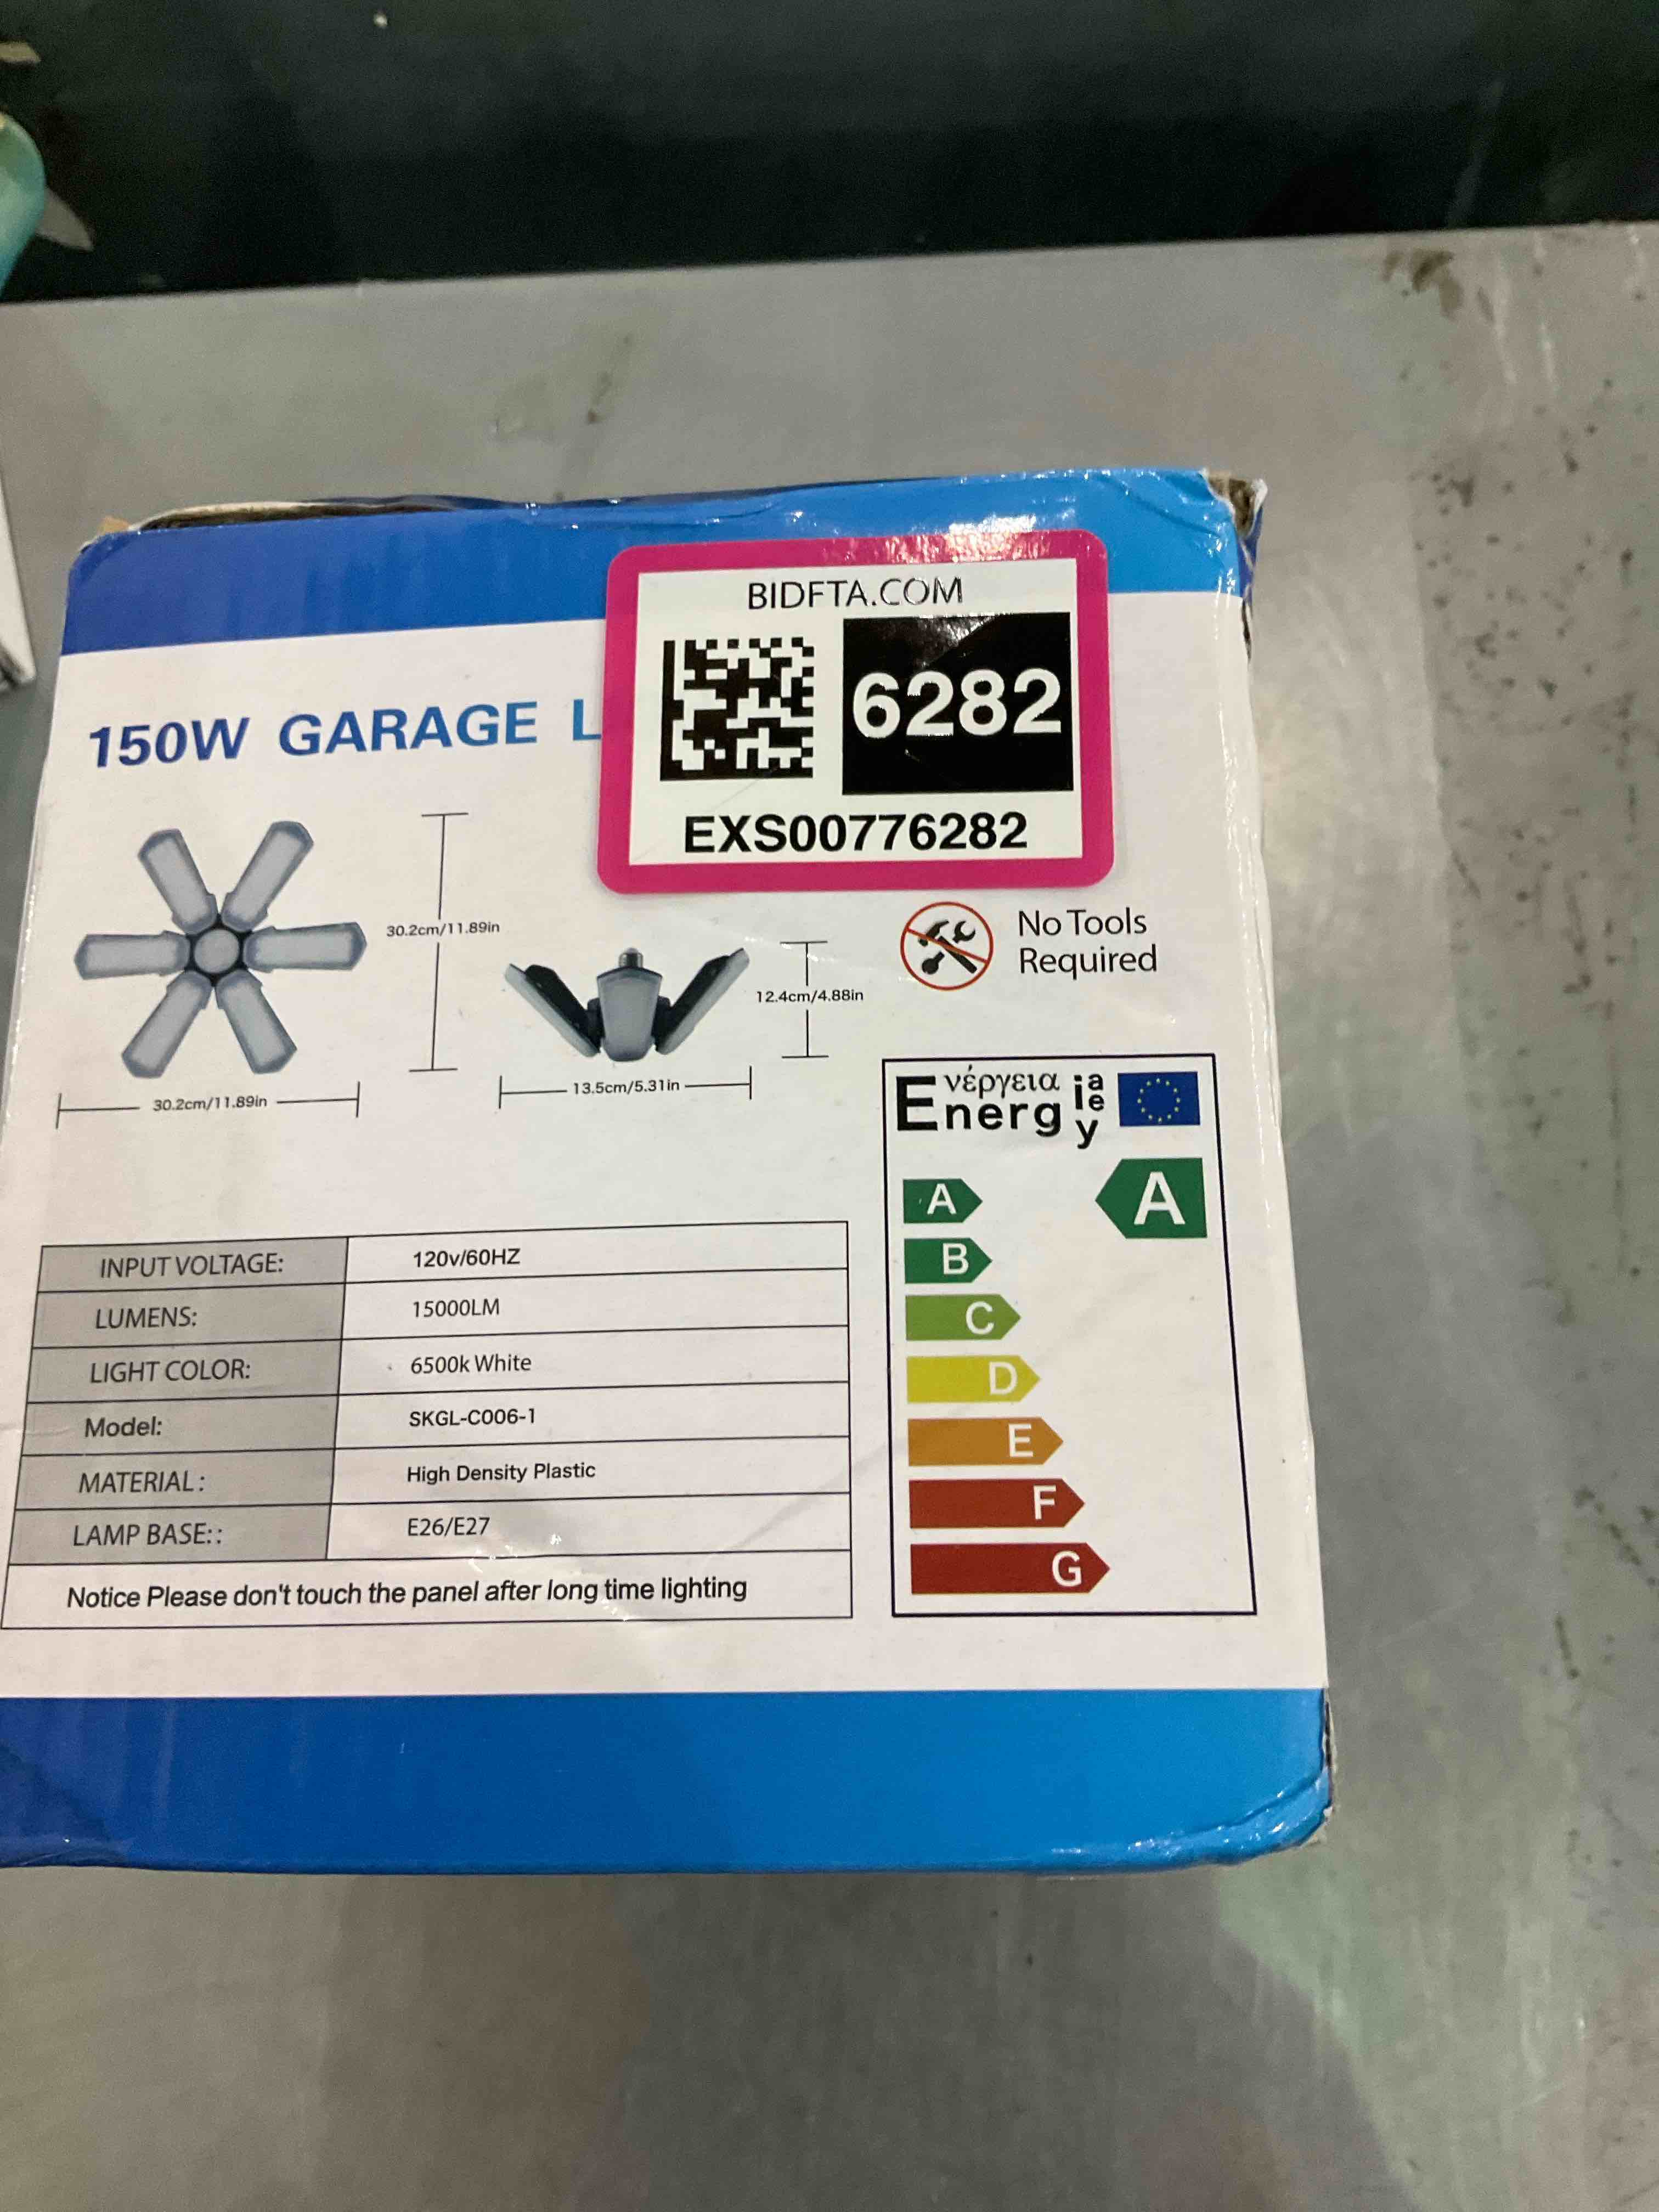 BIDFTA.COM
6282
EXS00776282
150W GARAGE L
30.2cm/11.89in
30.2cm/11.89in
12.4cm/4.88in
13.5cm/5.31in
No Tools
Required
Eνέργεια ia
Energ ie
y
A
A
B
C
D
E
F
G
INPUT VOLTAGE: 120v/60HZ
LUMENS: 15000LM
LIGHT COLOR: 6500k White
Model: SKGL-C006-1
MATERIAL: High Density Plastic
LAMP BASE:: E26/E27
Notice Please don't touch the panel after long time lighting